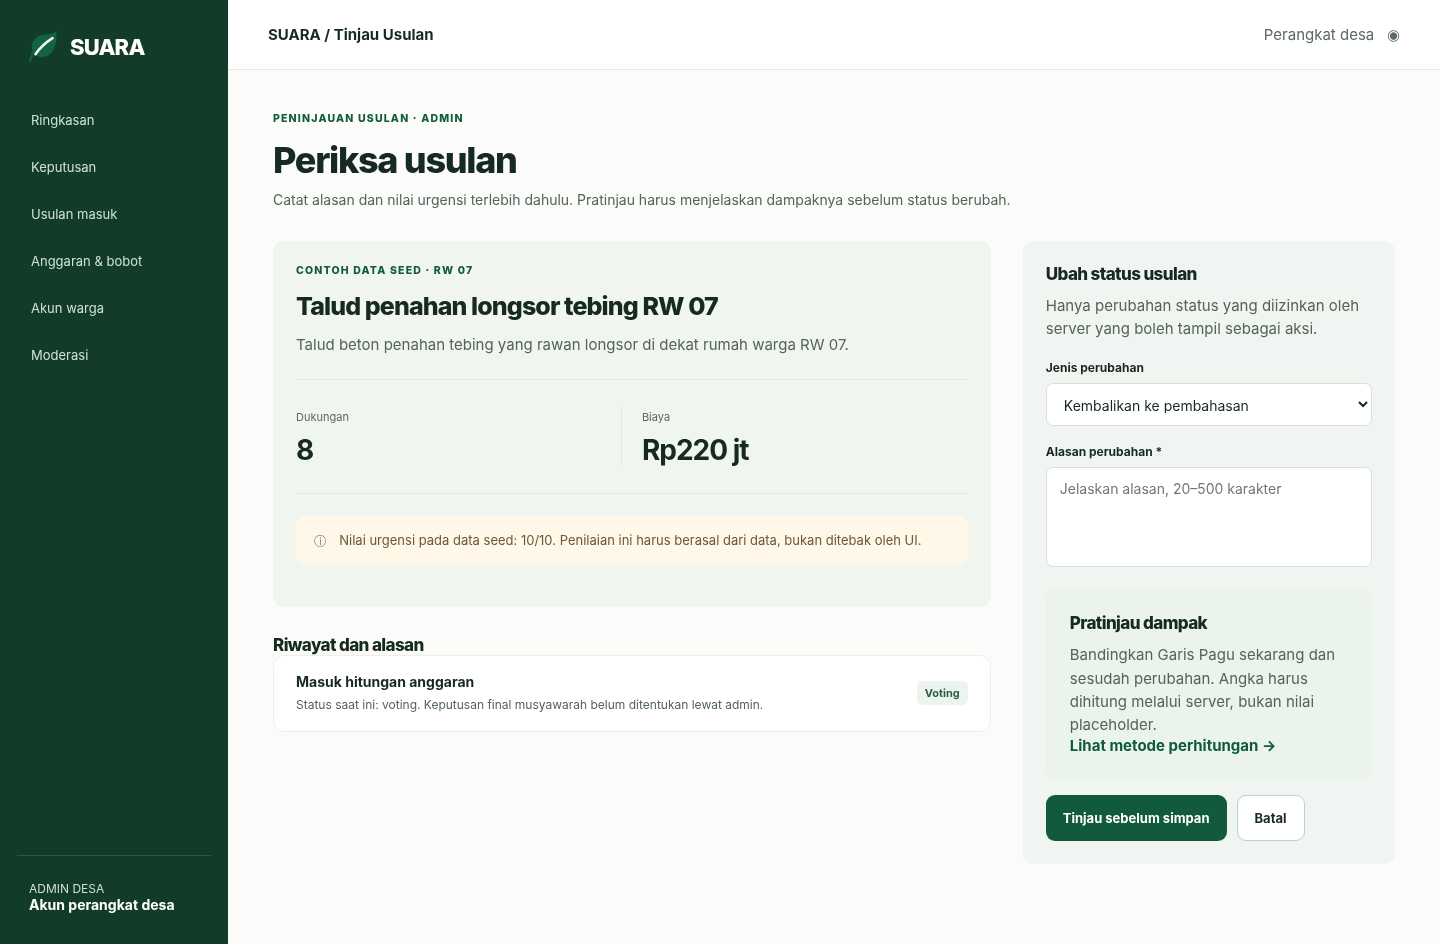 SUARA
Ringkasan
Keputusan
Usulan masuk
Anggaran & bobot
Akun warga
Moderasi
ADMIN DESA
Akun perangkat desa
SUARA / Tinjau Usulan
Perangkat desa ◉
PENINJAUAN USULAN · ADMIN
Periksa usulan
Catat alasan dan nilai urgensi terlebih dahulu. Pratinjau harus menjelaskan dampaknya sebelum status berubah.
CONTOH DATA SEED · RW 07
Talud penahan longsor tebing RW 07
Talud beton penahan tebing yang rawan longsor di dekat rumah warga RW 07.
Dukungan
8
Biaya
Rp220 jt
ⓘ Nilai urgensi pada data seed: 10/10. Penilaian ini harus berasal dari data, bukan ditebak oleh UI.
Riwayat dan alasan
Masuk hitungan anggaran
Status saat ini: voting. Keputusan final musyawarah belum ditentukan lewat admin.
Voting
Ubah status usulan
Hanya perubahan status yang diizinkan oleh
server yang boleh tampil sebagai aksi.
Jenis perubahan
Kembalikan ke pembahasan
Alasan perubahan *
Jelaskan alasan, 20–500 karakter
Pratinjau dampak
Bandingkan Garis Pagu sekarang dan
sesudah perubahan. Angka harus
dihitung melalui server, bukan nilai
placeholder.
Lihat metode perhitungan →
Tinjau sebelum simpan
Batal